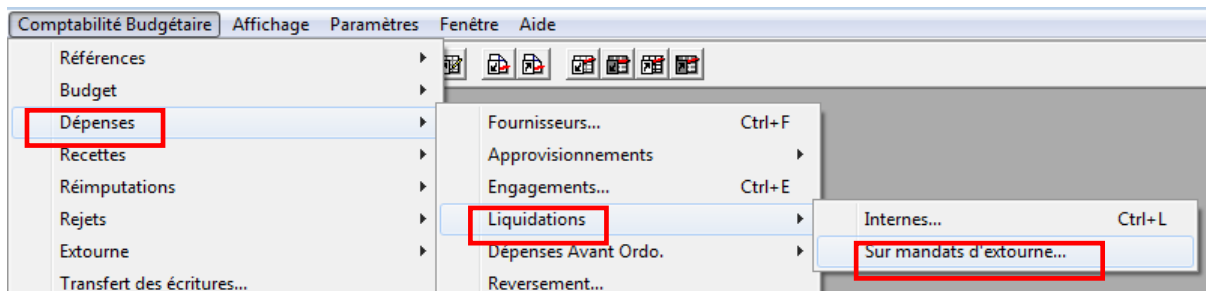 Comptabilité Budgétaire Affichage Paramètres Fenêtre Aide
Références
Budget
Dépenses
Recettes
Réimputations
Rejets
Extourne
Transfert des écritures...
Fournisseurs... Ctrl+F
Approvisionnements
Engagements... Ctrl+E
Liquidations
Dépenses Avant Ordo.
Reversement...
Internes... Ctrl+L
Sur mandats d'extourne...